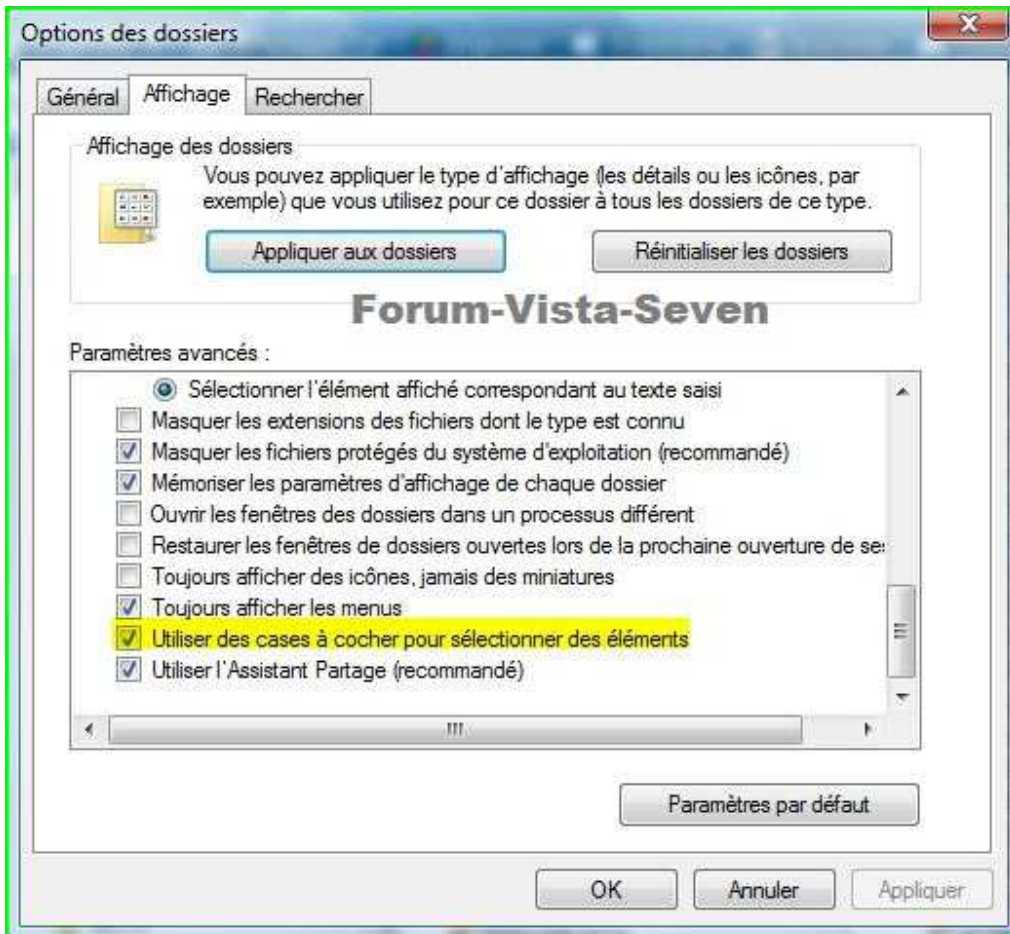 Options des dossiers
Général Affichage Rechercher
Affichage des dossiers
Vous pouvez appliquer le type d'affichage (les détails ou les icônes, par
exemple) que vous utilisez pour ce dossier à tous les dossiers de ce type.
Appliquer aux dossiers Réinitialiser les dossiers
Forum-Vista-Seven
Paramètres avancés :
Sélectionner l'élément affiché correspondant au texte saisi
Masquer les extensions des fichiers dont le type est connu
Masquer les fichiers protégés du système d'exploitation (recommandé)
Mémoriser les paramètres d'affichage de chaque dossier
Ouvrir les fenêtres des dossiers dans un processus différent
Restaurer les fenêtres de dossiers ouvertes lors de la prochaine ouverture de
Toujours afficher des icônes, jamais des miniatures
Toujours afficher les menus
Utiliser des cases à cocher pour sélectionner des éléments
Utiliser l'Assistant Partage (recommandé)
Paramètres par défaut
OK Annuler Appliquer